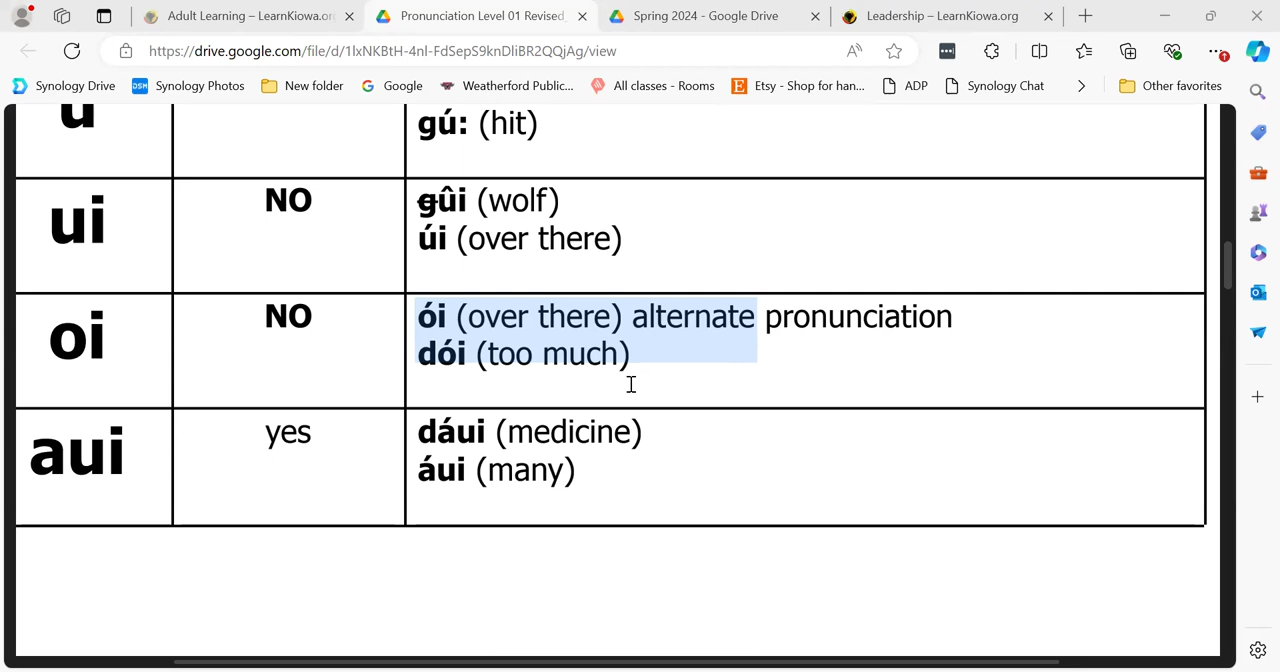 Adult Learning – LearnKiowa.or
Pronunciation Level 01 Revised_
Spring 2024 - Google Drive
Leadership – LearnKiowa.org
https://drive.google.com/file/d/1lxNKBtH-4nl-FdSepS9knDliBR2QQjAg/view
Synology Drive
DSM Synology Photos
New folder
Google
Weatherford Public...
All classes - Rooms
E Etsy - Shop for han...
ADP
Synology Chat
Other favorites
u
gú: (hit)
ui
NO
g̶ûi (wolf)
úi (over there)
oi
NO
ói (over there) alternate pronunciation
dói (too much)
aui
yes
dáui (medicine)
áui (many)